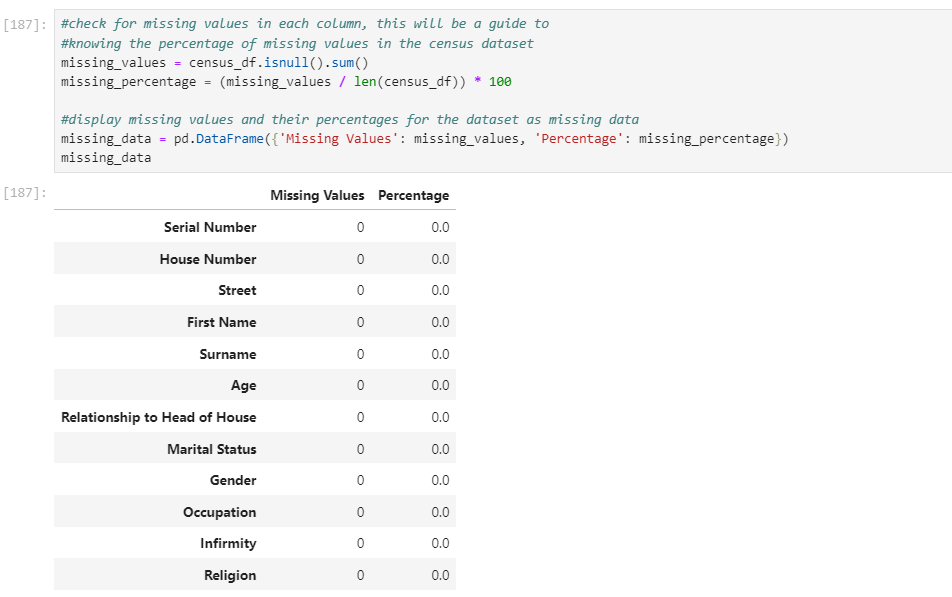 [187]: #check for missing values in each column, this will be a guide to
#knowing the percentage of missing values in the census dataset
missing_values = census_df.isnull().sum()
missing_percentage = (missing_values / len(census_df)) * 100
#display missing values and their percentages for the dataset as missing data
missing_data = pd.DataFrame({'Missing Values': missing_values, 'Percentage': missing_percentage})
missing_data
[187]: Missing Values Percentage
Serial Number 0 0.0
House Number 0 0.0
Street 0 0.0
First Name 0 0.0
Surname 0 0.0
Age 0 0.0
Relationship to Head of House 0 0.0
Marital Status 0 0.0
Gender 0 0.0
Occupation 0 0.0
Infirmity 0 0.0
Religion 0 0.0